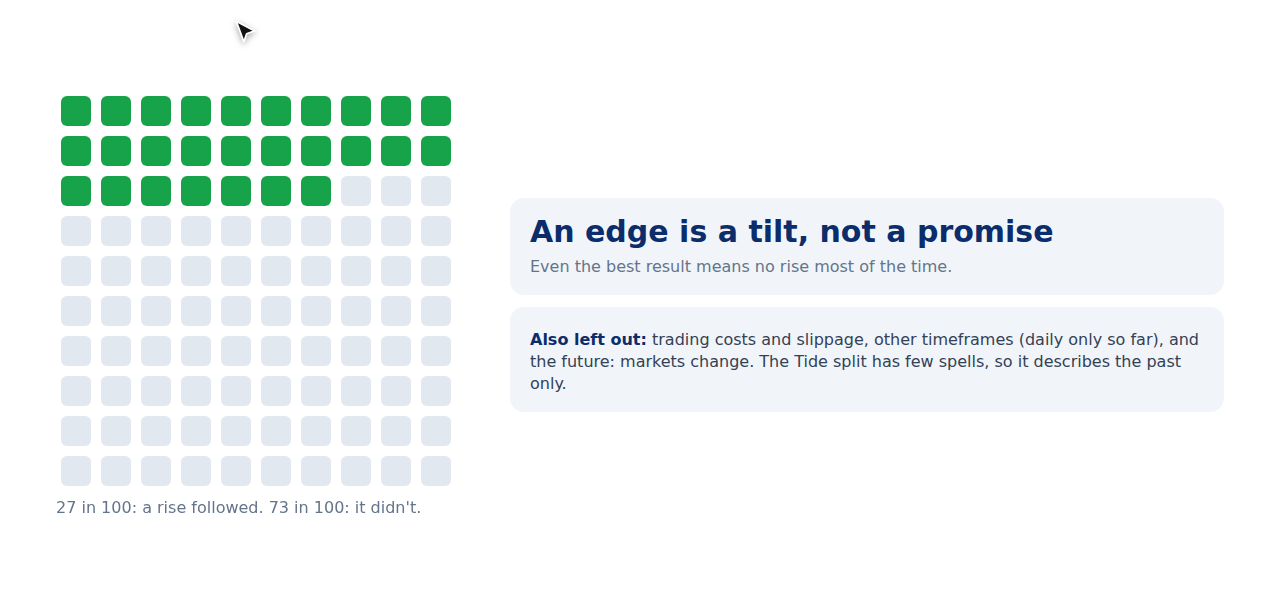 An edge is a tilt, not a promise
Even the best result means no rise most of the time.
Also left out: trading costs and slippage, other timeframes (daily only so far), and
the future: markets change. The Tide split has few spells, so it describes the past
only.
27 in 100: a rise followed. 73 in 100: it didn't.